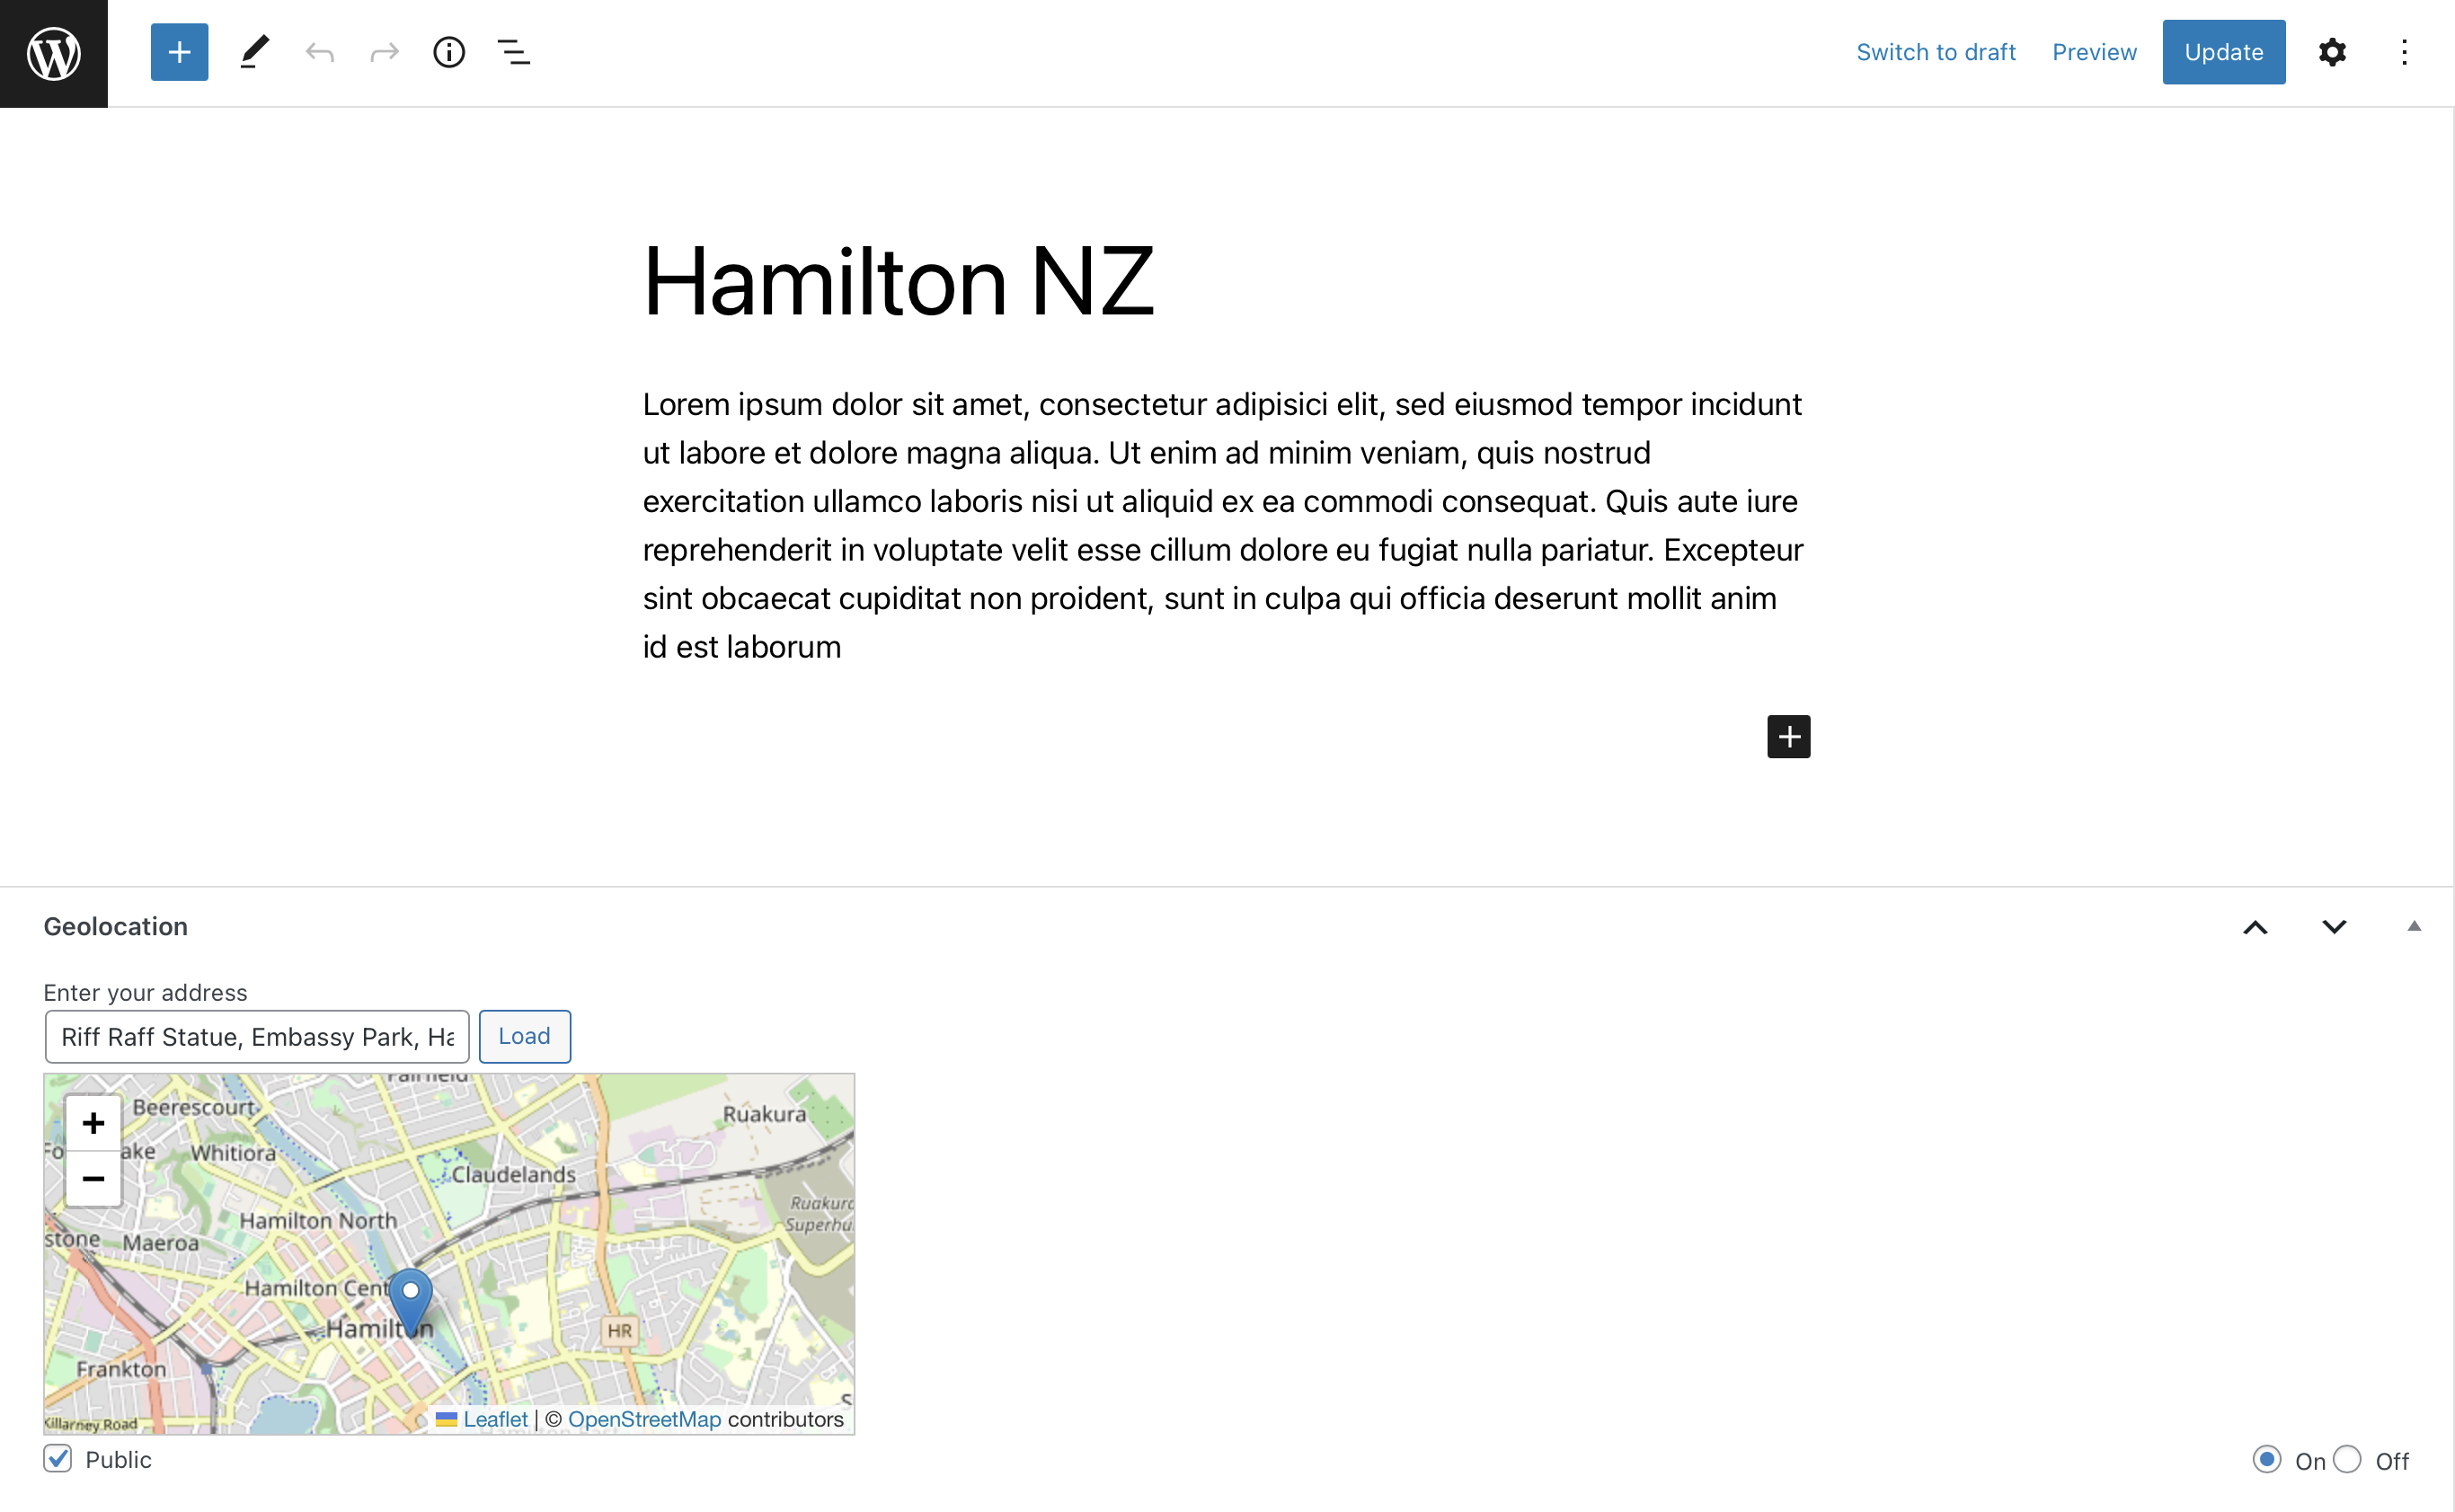 Switch to draft Preview Update
Hamilton NZ
Lorem ipsum dolor sit amet, consectetur adipisici elit, sed eiusmod tempor incidunt
ut labore et dolore magna aliqua. Ut enim ad minim veniam, quis nostrud
exercitation ullamco laboris nisi ut aliquid ex ea commodi consequat. Quis aute iure
reprehenderit in voluptate velit esse cillum dolore eu fugiat nulla pariatur. Excepteur
sint obcaecat cupiditat non proident, sunt in culpa qui officia deserunt mollit anim
id est laborum
Geolocation
Enter your address
Riff Raff Statue, Embassy Park, Ha
Load
Fairfield
Beerescourt
Ruakura
Whitiora
Claudelands
Ruakura
Superhu
Hamilton North
stone Maeroa
Hamilton Cent
Hamilton
HR
Frankton
Killarney Road
Leaflet | © OpenStreetMap contributors
Public
On Off